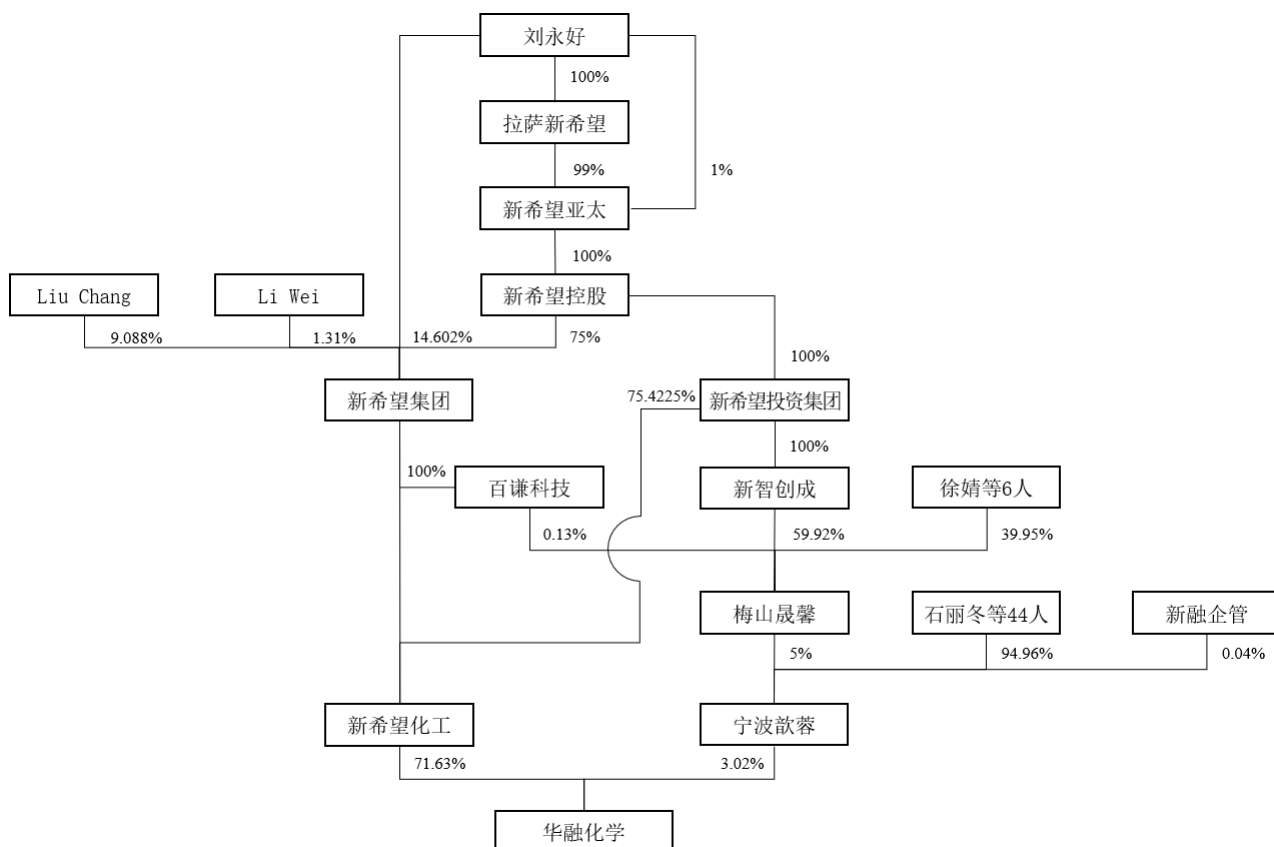 刘永好
100%
拉萨新希望
99%
1%
新希望亚太
100%
Liu Chang
Li Wei
新希望控股
9.088%
1.31%
14.602%
75%
100%
新希望集团
75.4225%
新希望投资集团
100%
100%
百谦科技
新智创成
徐婧等6人
0.13%
59.92%
39.95%
梅山晟馨
石丽冬等44人
新融企管
5%
94.96%
0.04%
新希望化工
宁波歆蓉
71.63%
3.02%
华融化学